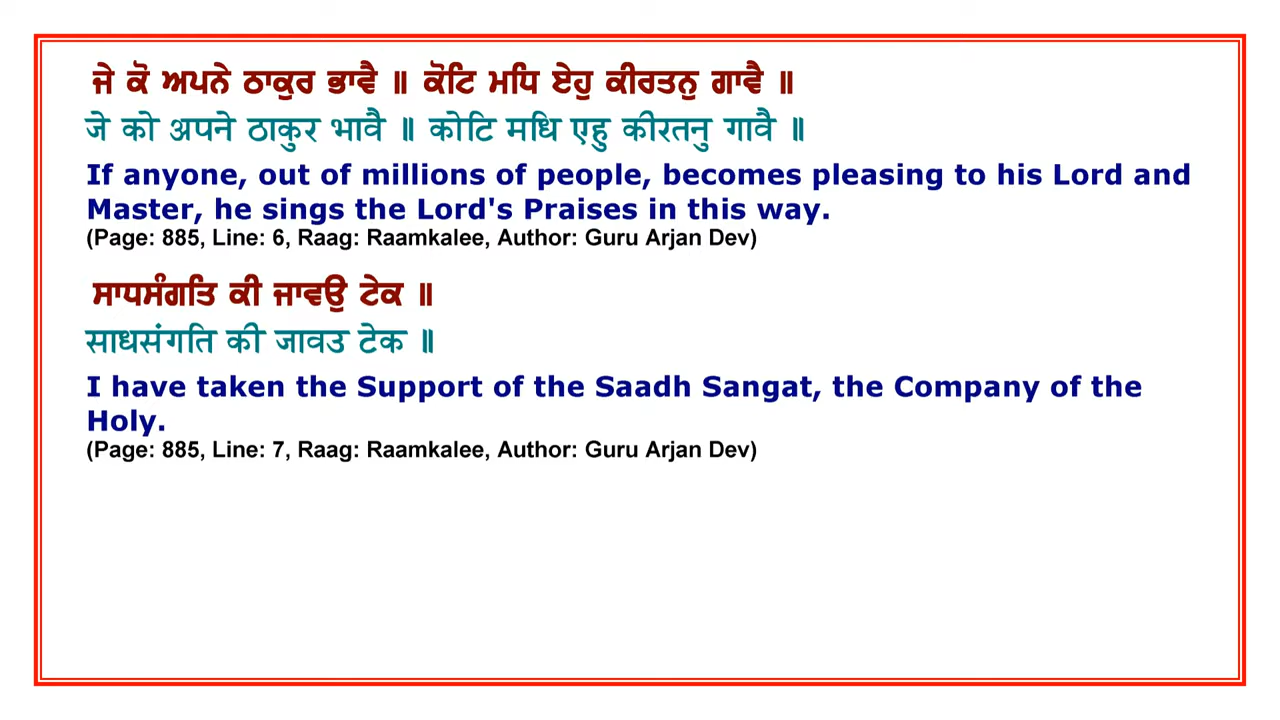 ਜੇ ਕੋ ਅਪਨੇ ਠਾਕੁਰ ਭਾਵੈ ॥ ਕੋਟਿ ਮਧਿ ਏਹੁ ਕੀਰਤਨੁ ਗਾਵੈ ॥
जे को अपने ठाकुर भावै ॥ कोटि मधि एहु कीरतनु गावै ॥
If anyone, out of millions of people, becomes pleasing to his Lord and
Master, he sings the Lord's Praises in this way.
(Page: 885, Line: 6, Raag: Raamkalee, Author: Guru Arjan Dev)
ਸਾਧਸੰਗਤਿ ਕੀ ਜਾਵਉ ਟੇਕ ॥
साधसंगति की जावउ टेक ॥
I have taken the Support of the Saadh Sangat, the Company of the
Holy.
(Page: 885, Line: 7, Raag: Raamkalee, Author: Guru Arjan Dev)